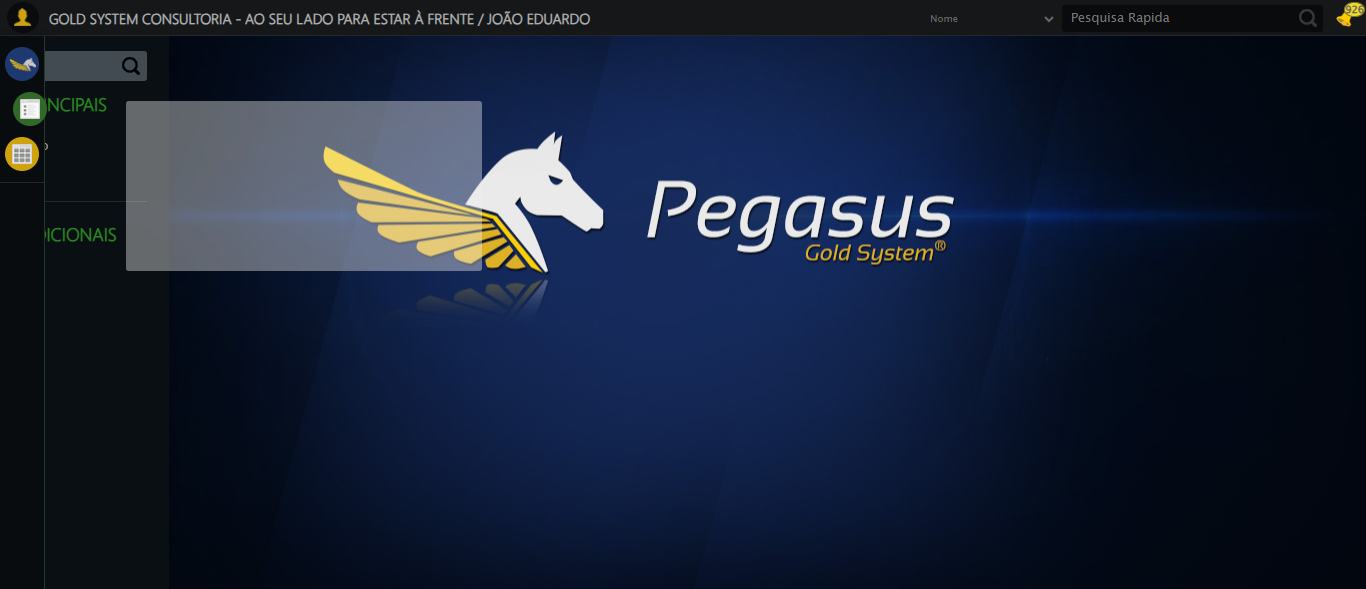 GOLD SYSTEM CONSULTORIA - AO SEU LADO PARA ESTAR À FRENTE / JOÃO EDUARDO
Nome
Pesquisa Rapida
926
NCIPAIS
DICIONAIS
Pegasus
Gold System®